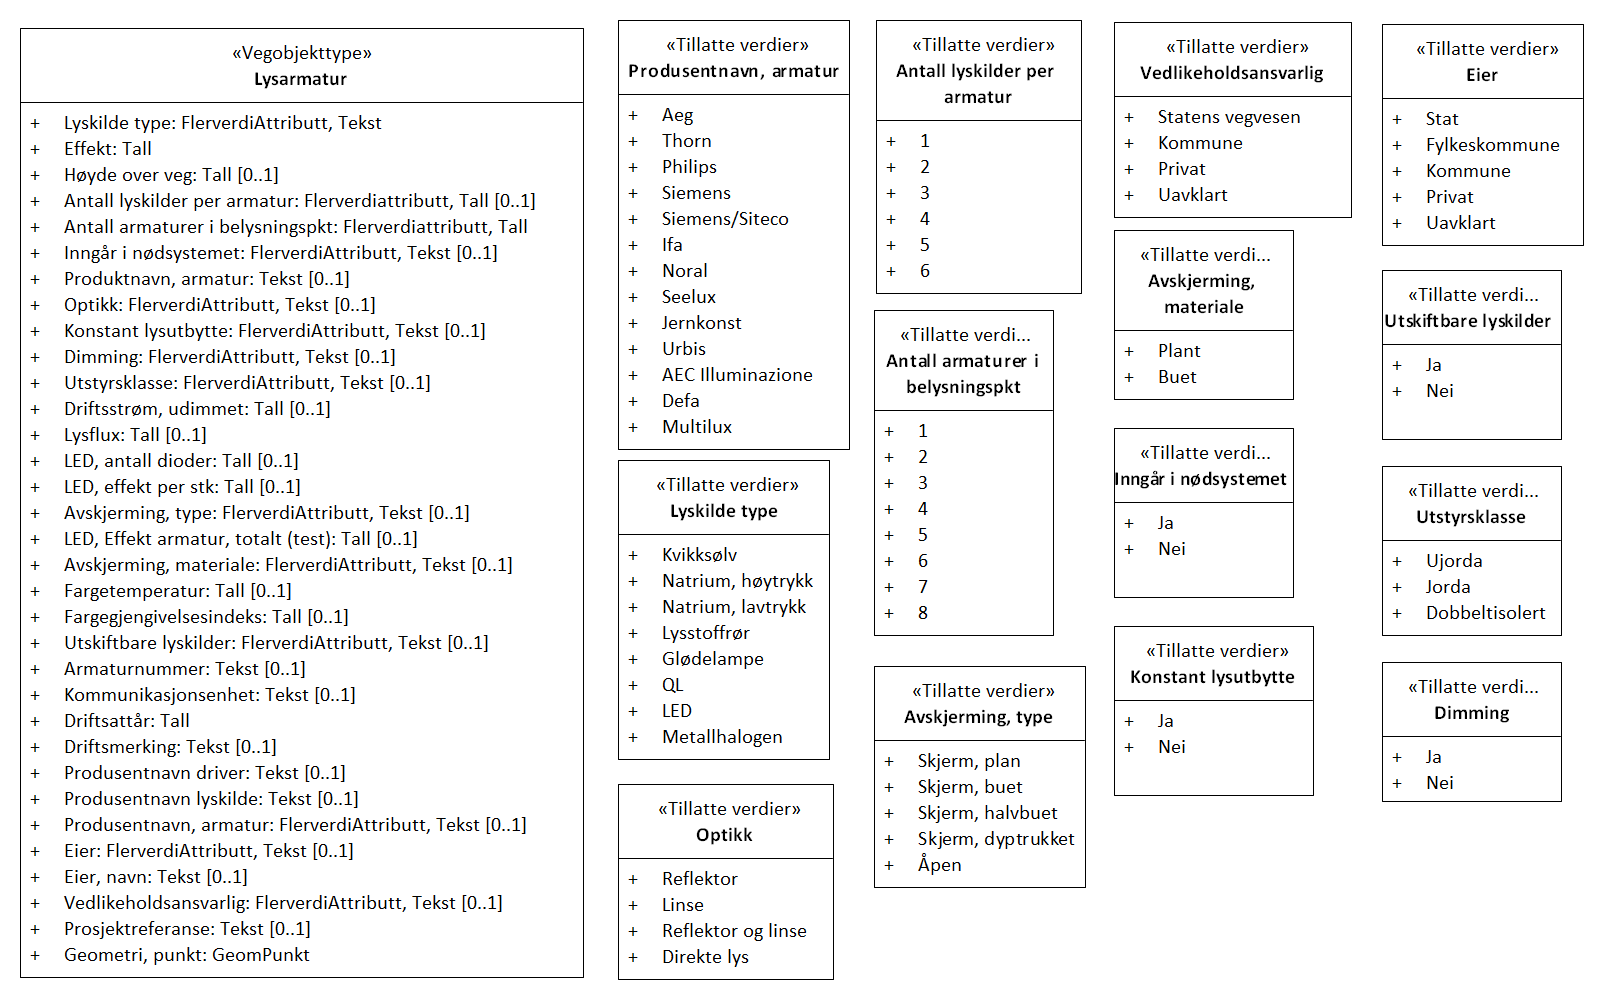 «Vegobjekttype»
Lysarmatur
+ Lyskilde type: FlerverdiAttributt, Tekst
+ Effekt: Tall
+ Høyde over veg: Tall [0..1]
+ Antall lyskilder per armatur: Flerverdiattributt, Tall [0..1]
+ Antall armaturer i belysningspkt: Flerverdiattributt, Tall
+ Inngår i nødsystemet: FlerverdiAttributt, Tekst [0..1]
+ Produktnavn, armatur: Tekst [0..1]
+ Optikk: FlerverdiAttributt, Tekst [0..1]
+ Konstant lysutbytte: FlerverdiAttributt, Tekst [0..1]
+ Dimming: FlerverdiAttributt, Tekst [0..1]
+ Utstyrsklasse: FlerverdiAttributt, Tekst [0..1]
+ Driftsstrøm, udimmet: Tall [0..1]
+ Lysflux: Tall [0..1]
+ LED, antall dioder: Tall [0..1]
+ LED, effekt per stk: Tall [0..1]
+ Avskjerming, type: FlerverdiAttributt, Tekst [0..1]
+ LED, Effekt armatur, totalt (test): Tall [0..1]
+ Avskjerming, materiale: FlerverdiAttributt, Tekst [0..1]
+ Fargetemperatur: Tall [0..1]
+ Fargegjengivelsesindeks: Tall [0..1]
+ Utskiftbare lyskilder: FlerverdiAttributt, Tekst [0..1]
+ Armaturnummer: Tekst [0..1]
+ Kommunikasjonsenhet: Tekst [0..1]
+ Driftsattår: Tall
+ Driftsmerking: Tekst [0..1]
+ Produsentnavn driver: Tekst [0..1]
+ Produsentnavn lyskilde: Tekst [0..1]
+ Produsentnavn, armatur: FlerverdiAttributt, Tekst [0..1]
+ Eier: FlerverdiAttributt, Tekst [0..1]
+ Eier, navn: Tekst [0..1]
+ Vedlikeholdsansvarlig: FlerverdiAttributt, Tekst [0..1]
+ Prosjektreferanse: Tekst [0..1]
+ Geometri, punkt: GeomPunkt
«Tillatte verdier»
Produsentnavn, armatur
+ Aeg
+ Thorn
+ Philips
+ Siemens
+ Siemens/Siteco
+ Ifa
+ Noral
+ Seelux
+ Jernkonst
+ Urbis
+ AEC Illuminazione
+ Defa
+ Multilux
«Tillatte verdier»
Lyskilde type
+ Kvikksølv
+ Natrium, høytrykk
+ Natrium, lavtrykk
+ Lysstoffrør
+ Glødelampe
+ QL
+ LED
+ Metallhalogen
«Tillatte verdier»
Optikk
+ Reflektor
+ Linse
+ Reflektor og linse
+ Direkte lys
«Tillatte verdier»
Antall lyskilder per
armatur
+ 1
+ 2
+ 3
+ 4
+ 5
+ 6
«Tillatte verdi...
Antall armaturer i
belysningspkt
+ 1
+ 2
+ 3
+ 4
+ 5
+ 6
+ 7
+ 8
«Tillatte verdier»
Avskjerming, type
+ Skjerm, plan
+ Skjerm, buet
+ Skjerm, halvbuet
+ Skjerm, dyptrukket
+ Åpen
«Tillatte verdier»
Vedlikeholdsansvarlig
+ Statens vegvesen
+ Kommune
+ Privat
+ Uavklart
«Tillatte verdi...
Avskjerming,
materiale
+ Plant
+ Buet
«Tillatte verdi...
Inngår i nødsystemet
+ Ja
+ Nei
«Tillatte verdier»
Konstant lysutbytte
+ Ja
+ Nei
«Tillatte verdier»
Eier
+ Stat
+ Fylkeskommune
+ Kommune
+ Privat
+ Uavklart
«Tillatte verdi...
Utskiftbare lyskilder
+ Ja
+ Nei
«Tillatte verdi...
Utstyrsklasse
+ Ujorda
+ Jorda
+ Dobbeltisolert
«Tillatte verdi...
Dimming
+ Ja
+ Nei